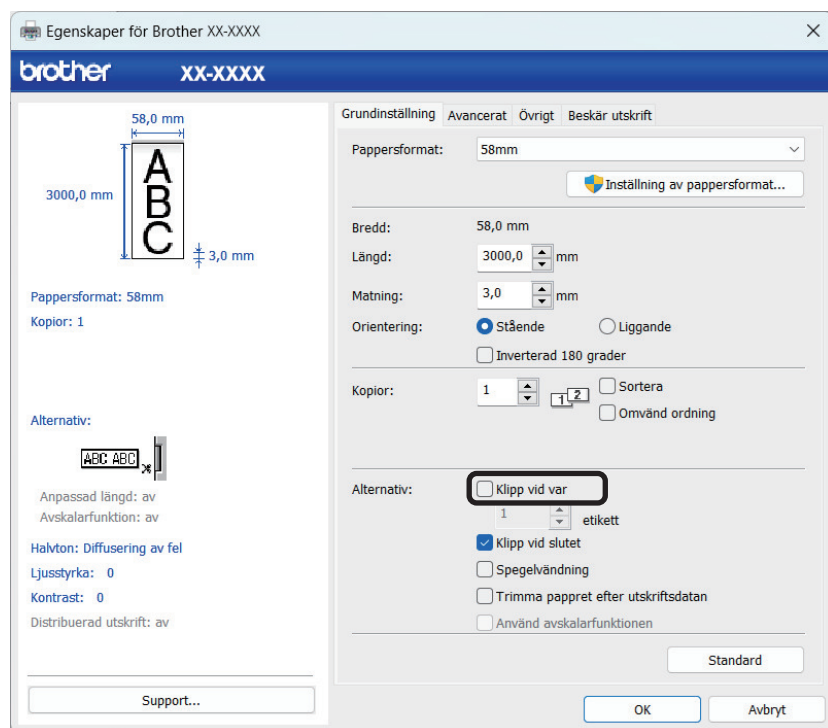 Egenskaper för Brother XX-XXXX
brother XX-XXXX
58,0 mm
3000,0 mm
A
B
C
3,0 mm
Pappersformat: 58mm
Kopior: 1
Alternativ:
ABC ABC
Anpassad längd: av
Avskalarfunktion: av
Halvton: Diffusering av fel
Ljusstyrka: 0
Kontrast: 0
Distribuerad utskrift: av
Support...
Grundinställning Avancerat Övrigt Beskär utskrift
Pappersformat: 58mm
Inställning av pappersformat...
Bredd: 58,0 mm
Längd: 3000,0 mm
Matning: 3,0 mm
Orientering: Stående Liggande
Inverterad 180 grader
Kopior: 1 1 2 Sortera
Omvänd ordning
Alternativ: Klipp vid var
1 etikett
Klipp vid slutet
Spegelvändning
Trimma pappret efter utskriftsdatan
Använd avskalarfunktionen
Standard
OK Avbryt